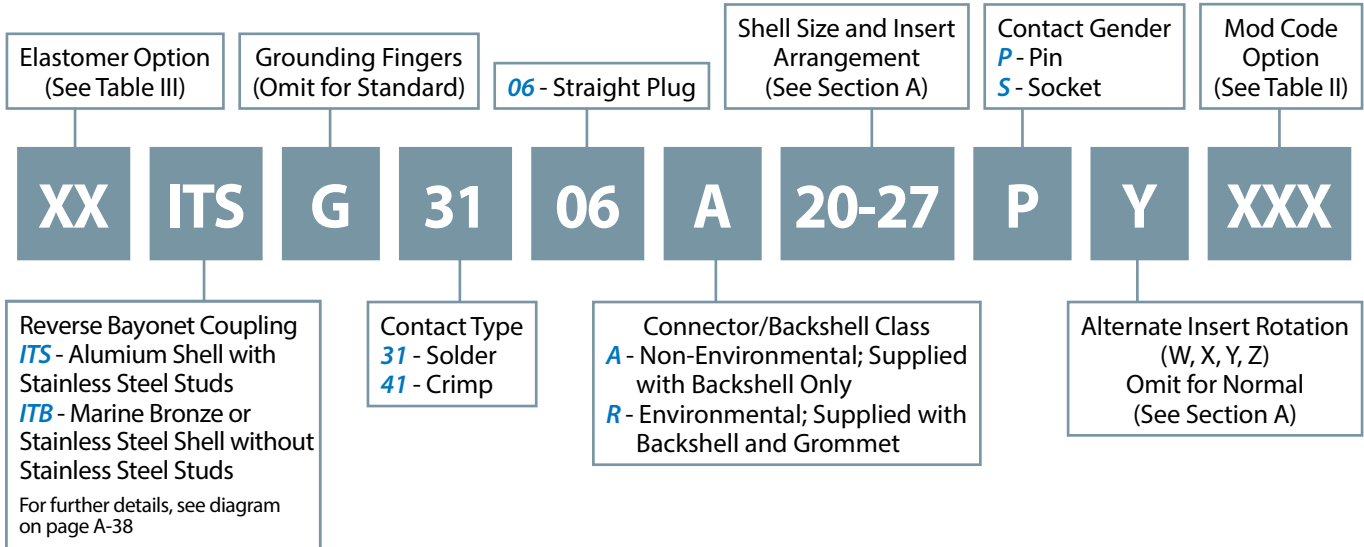 Elastomer Option
(See Table III)
Grounding Fingers
(Omit for Standard)
06 - Straight Plug
Shell Size and Insert
Arrangement
(See Section A)
Contact Gender
P - Pin
S - Socket
Mod Code
Option
(See Table II)
XX ITS G 31 06 A 20-27 P Y XXX
Reverse Bayonet Coupling
ITS - Alumium Shell with
Stainless Steel Studs
ITB - Marine Bronze or
Stainless Steel Shell without
Stainless Steel Studs
For further details, see diagram
on page A-38
Contact Type
31 - Solder
41 - Crimp
Connector/Backshell Class
A - Non-Environmental; Supplied
with Backshell Only
R - Environmental; Supplied with
Backshell and Grommet
Alternate Insert Rotation
(W, X, Y, Z)
Omit for Normal
(See Section A)